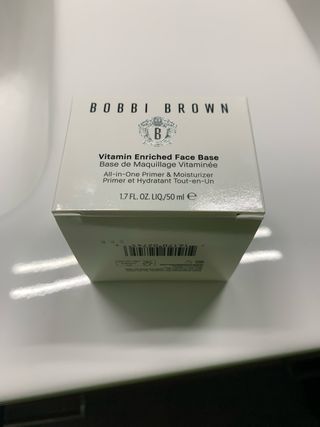 BOBBI BROWN
B
Vitamin Enriched Face Base
Base de Maquillage Vitaminée
All-in-One Primer & Moisturizer
Primer et Hydratant Tout-en-Un
1.7 FL. OZ. LIQ./50 ml ℮